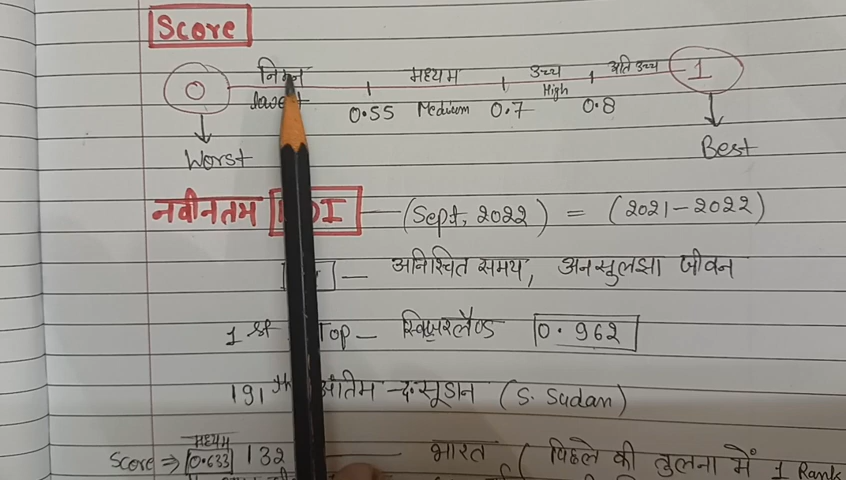 Score
0 निम्न मध्यम उच्च अति उच्च 1
0.55 Medium 0.7 High 0.8
Worst Best
नवीनतम — (Sept, 2022) = (2021-2022)
— अनिश्चित समय, अनसुलझा जीवन
1st Top — स्विट्जरलैण्ड 0.962
191th अंतिम - द. सूडान (S. Sudan)
मध्यम
Score ⇒ 0.633 132 — भारत (पिछले की तुलना में 1 Rank